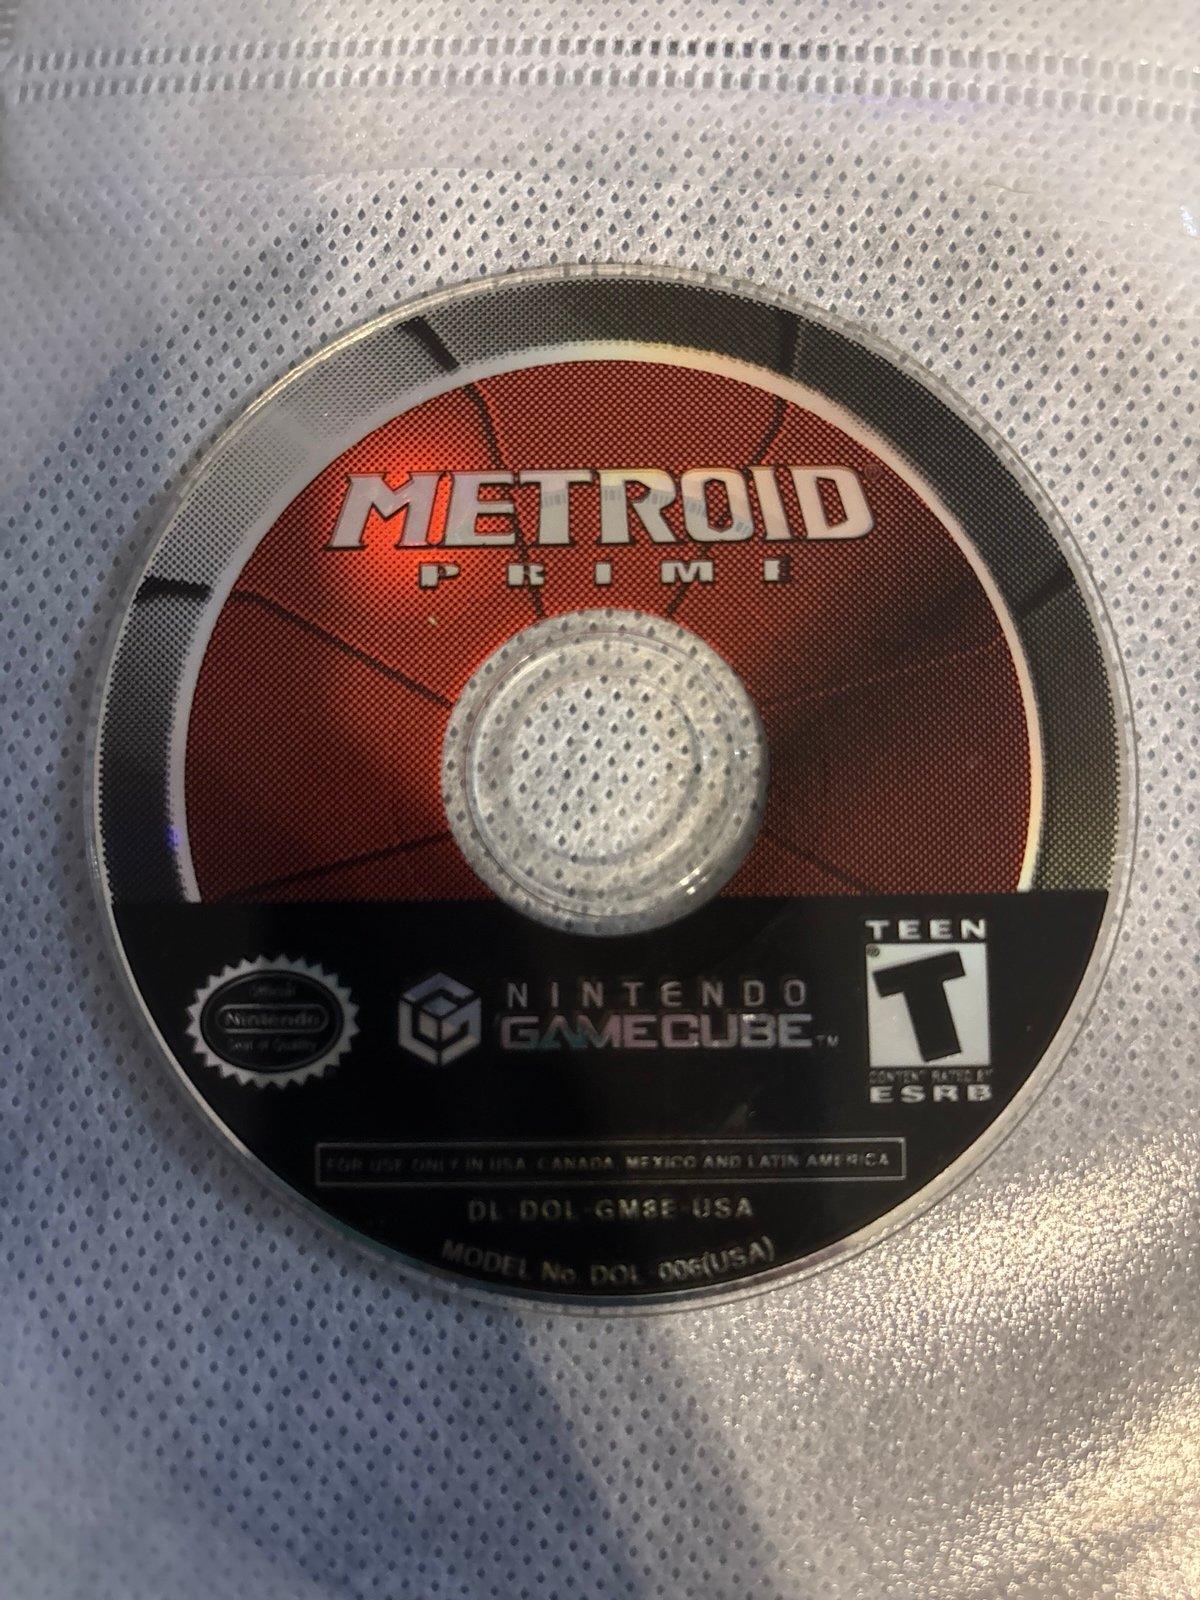 METROID®
PRIME
TEEN
T
CONTENT RATED BY
ESRB
Official
Nintendo
Seal of Quality
NINTENDO
GAMECUBE™
FOR USE ONLY IN USA, CANADA, MEXICO AND LATIN AMERICA
DL-DOL-GM8E-USA
MODEL No. DOL-006(USA)